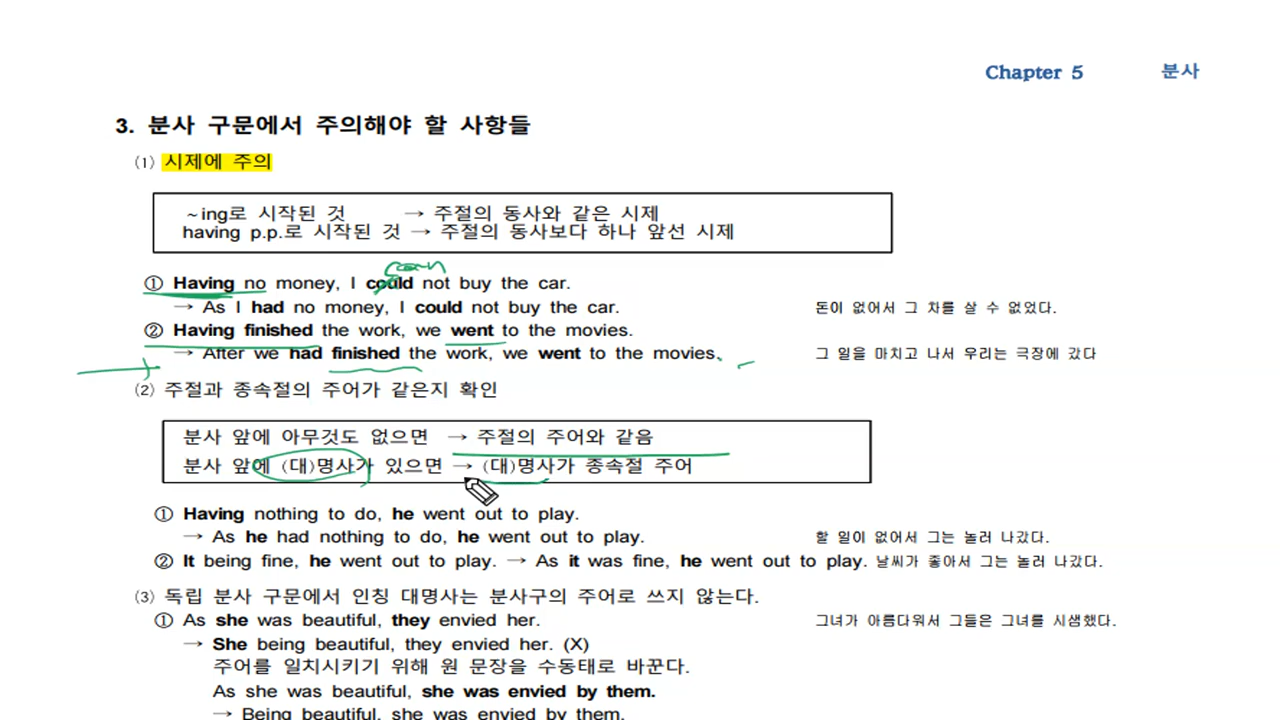 Chapter 5 분사
3. 분사 구문에서 주의해야 할 사항들
(1) 시제에 주의
~ing로 시작된 것 → 주절의 동사와 같은 시제
having p.p.로 시작된 것 → 주절의 동사보다 하나 앞선 시제
① Having no money, I could not buy the car.
→ As I had no money, I could not buy the car. 돈이 없어서 그 차를 살 수 없었다.
② Having finished the work, we went to the movies.
→ After we had finished the work, we went to the movies. 그 일을 마치고 나서 우리는 극장에 갔다
(2) 주절과 종속절의 주어가 같은지 확인
분사 앞에 아무것도 없으면 → 주절의 주어와 같음
분사 앞에 (대)명사가 있으면 → (대)명사가 종속절 주어
① Having nothing to do, he went out to play.
→ As he had nothing to do, he went out to play. 할 일이 없어서 그는 놀러 나갔다.
② It being fine, he went out to play. → As it was fine, he went out to play. 날씨가 좋아서 그는 놀러 나갔다.
(3) 독립 분사 구문에서 인칭 대명사는 분사구의 주어로 쓰지 않는다.
① As she was beautiful, they envied her. 그녀가 아름다워서 그들은 그녀를 시샘했다.
→ She being beautiful, they envied her. (X)
주어를 일치시키기 위해 원 문장을 수동태로 바꾼다.
As she was beautiful, she was envied by them.
→ Being beautiful, she was envied by them.